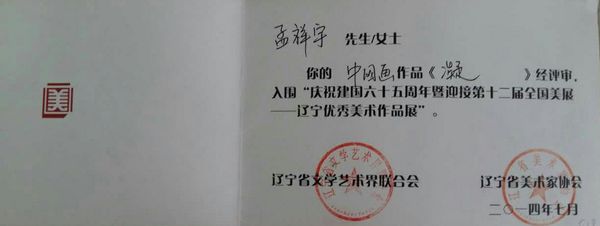 美
孟祥宇 先生/女士
你的 中国画 作品《凝》经评审,
入围“庆祝建国六十五周年暨迎接第十二届全国美展
——辽宁优秀美术作品展”。
辽宁省文学艺术界联合会 辽宁省美术家协会
二〇一四年七月